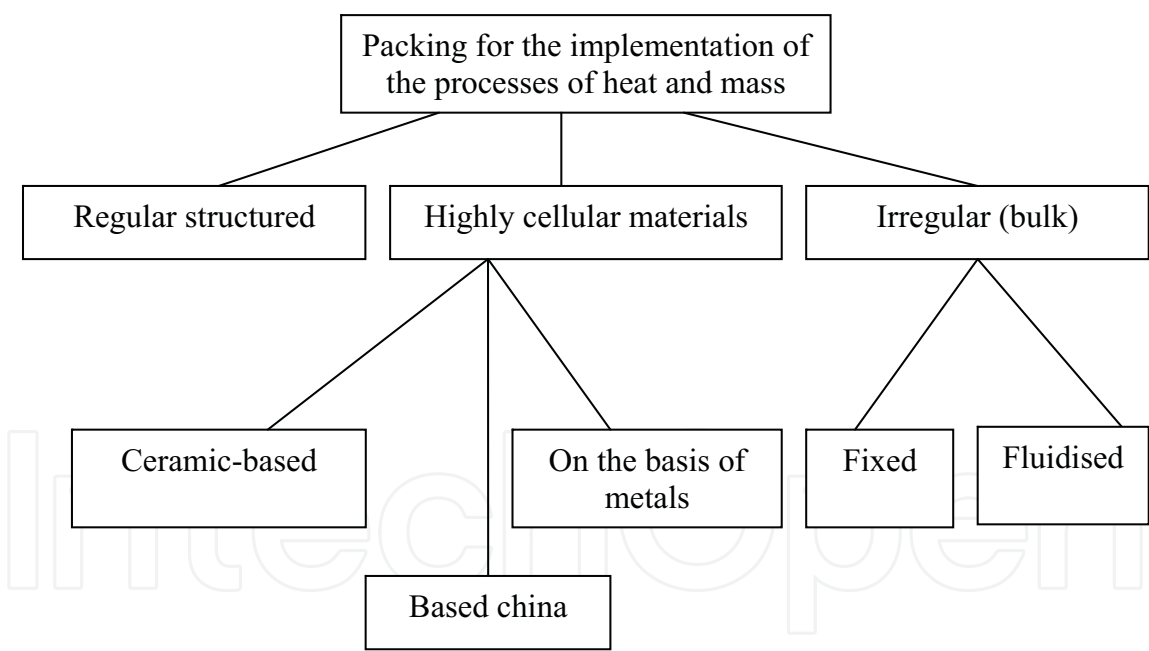 Packing for the implementation of
the processes of heat and mass
Regular structured
Highly cellular materials
Irregular (bulk)
Ceramic-based
On the basis of
metals
Fixed
Fluidised
Based china
IntechOpen